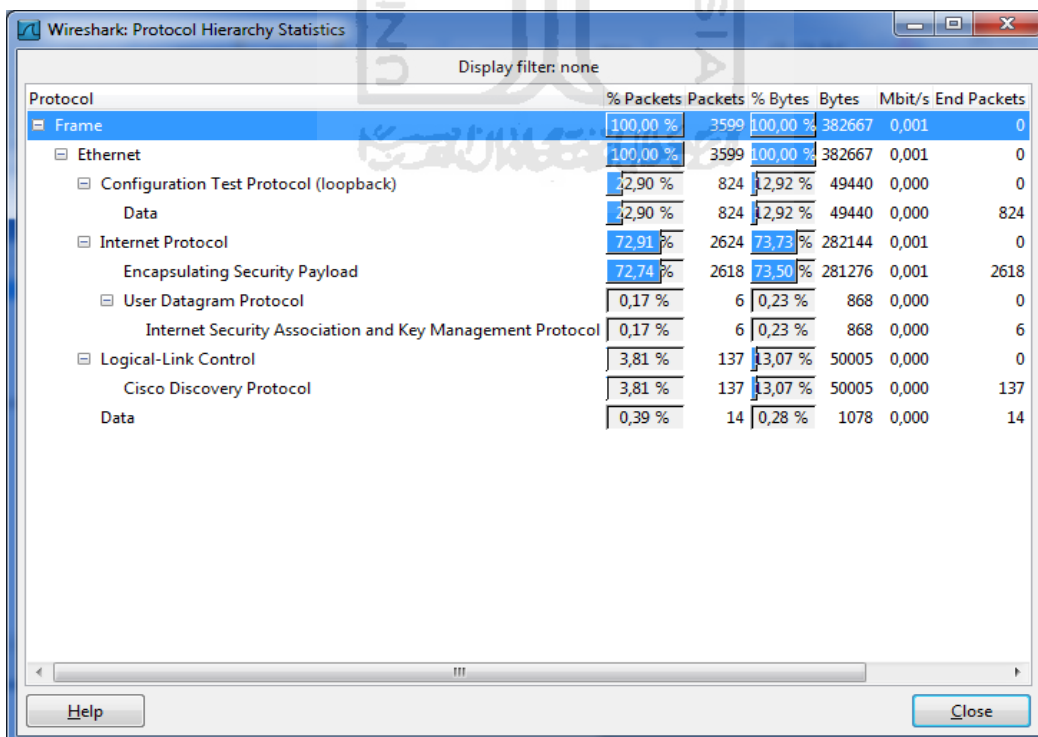 Wireshark: Protocol Hierarchy Statistics
Display filter: none
Protocol % Packets Packets % Bytes Bytes Mbit/s End Packets
Frame 100,00 % 3599 100,00 % 382667 0,001 0
Ethernet 100,00 % 3599 100,00 % 382667 0,001 0
Configuration Test Protocol (loopback) 22,90 % 824 12,92 % 49440 0,000 0
Data 22,90 % 824 12,92 % 49440 0,000 824
Internet Protocol 72,91 % 2624 73,73 % 282144 0,001 0
Encapsulating Security Payload 72,74 % 2618 73,50 % 281276 0,001 2618
User Datagram Protocol 0,17 % 6 0,23 % 868 0,000 0
Internet Security Association and Key Management Protocol 0,17 % 6 0,23 % 868 0,000 6
Logical-Link Control 3,81 % 137 13,07 % 50005 0,000 0
Cisco Discovery Protocol 3,81 % 137 13,07 % 50005 0,000 137
Data 0,39 % 14 0,28 % 1078 0,000 14
Help Close